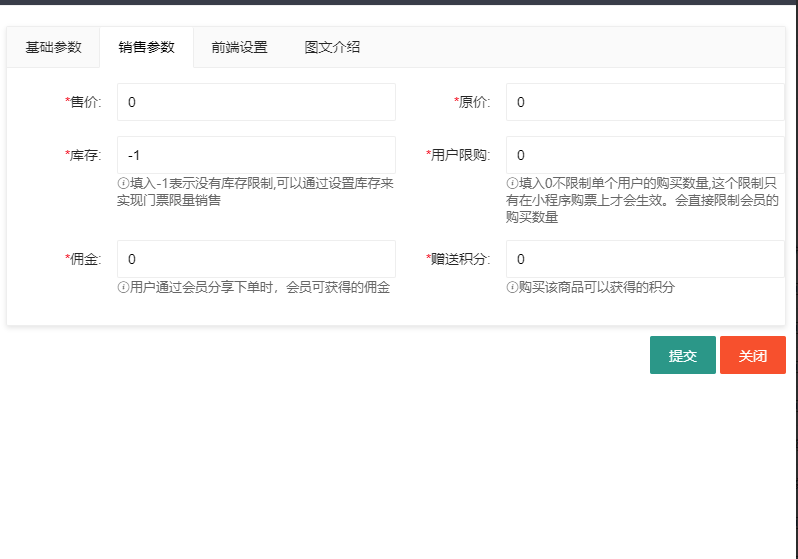 基础参数 销售参数 前端设置 图文介绍
*售价: 0 *原价: 0
*库存: -1 *用户限购: 0
填入-1表示没有库存限制,可以通过设置库存来
实现门票限量销售
填入0不限制单个用户的购买数量,这个限制只
有在小程序购票上才会生效。会直接限制会员的
购买数量
*佣金: 0 *赠送积分: 0
用户通过会员分享下单时，会员可获得的佣金
购买该商品可以获得的积分
提交 关闭